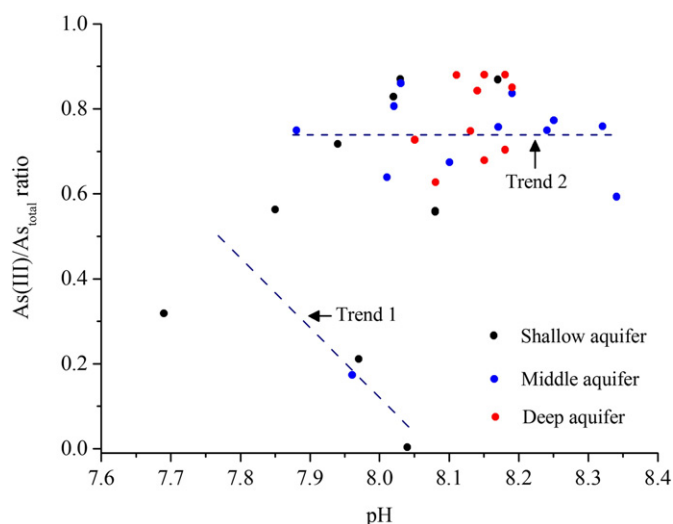 1.0
0.8
0.6
0.4
0.2
0.0
As(III)/As_total ratio
Trend 2
Trend 1
Shallow aquifer
Middle aquifer
Deep aquifer
7.6 7.7 7.8 7.9 8.0 8.1 8.2 8.3 8.4
pH